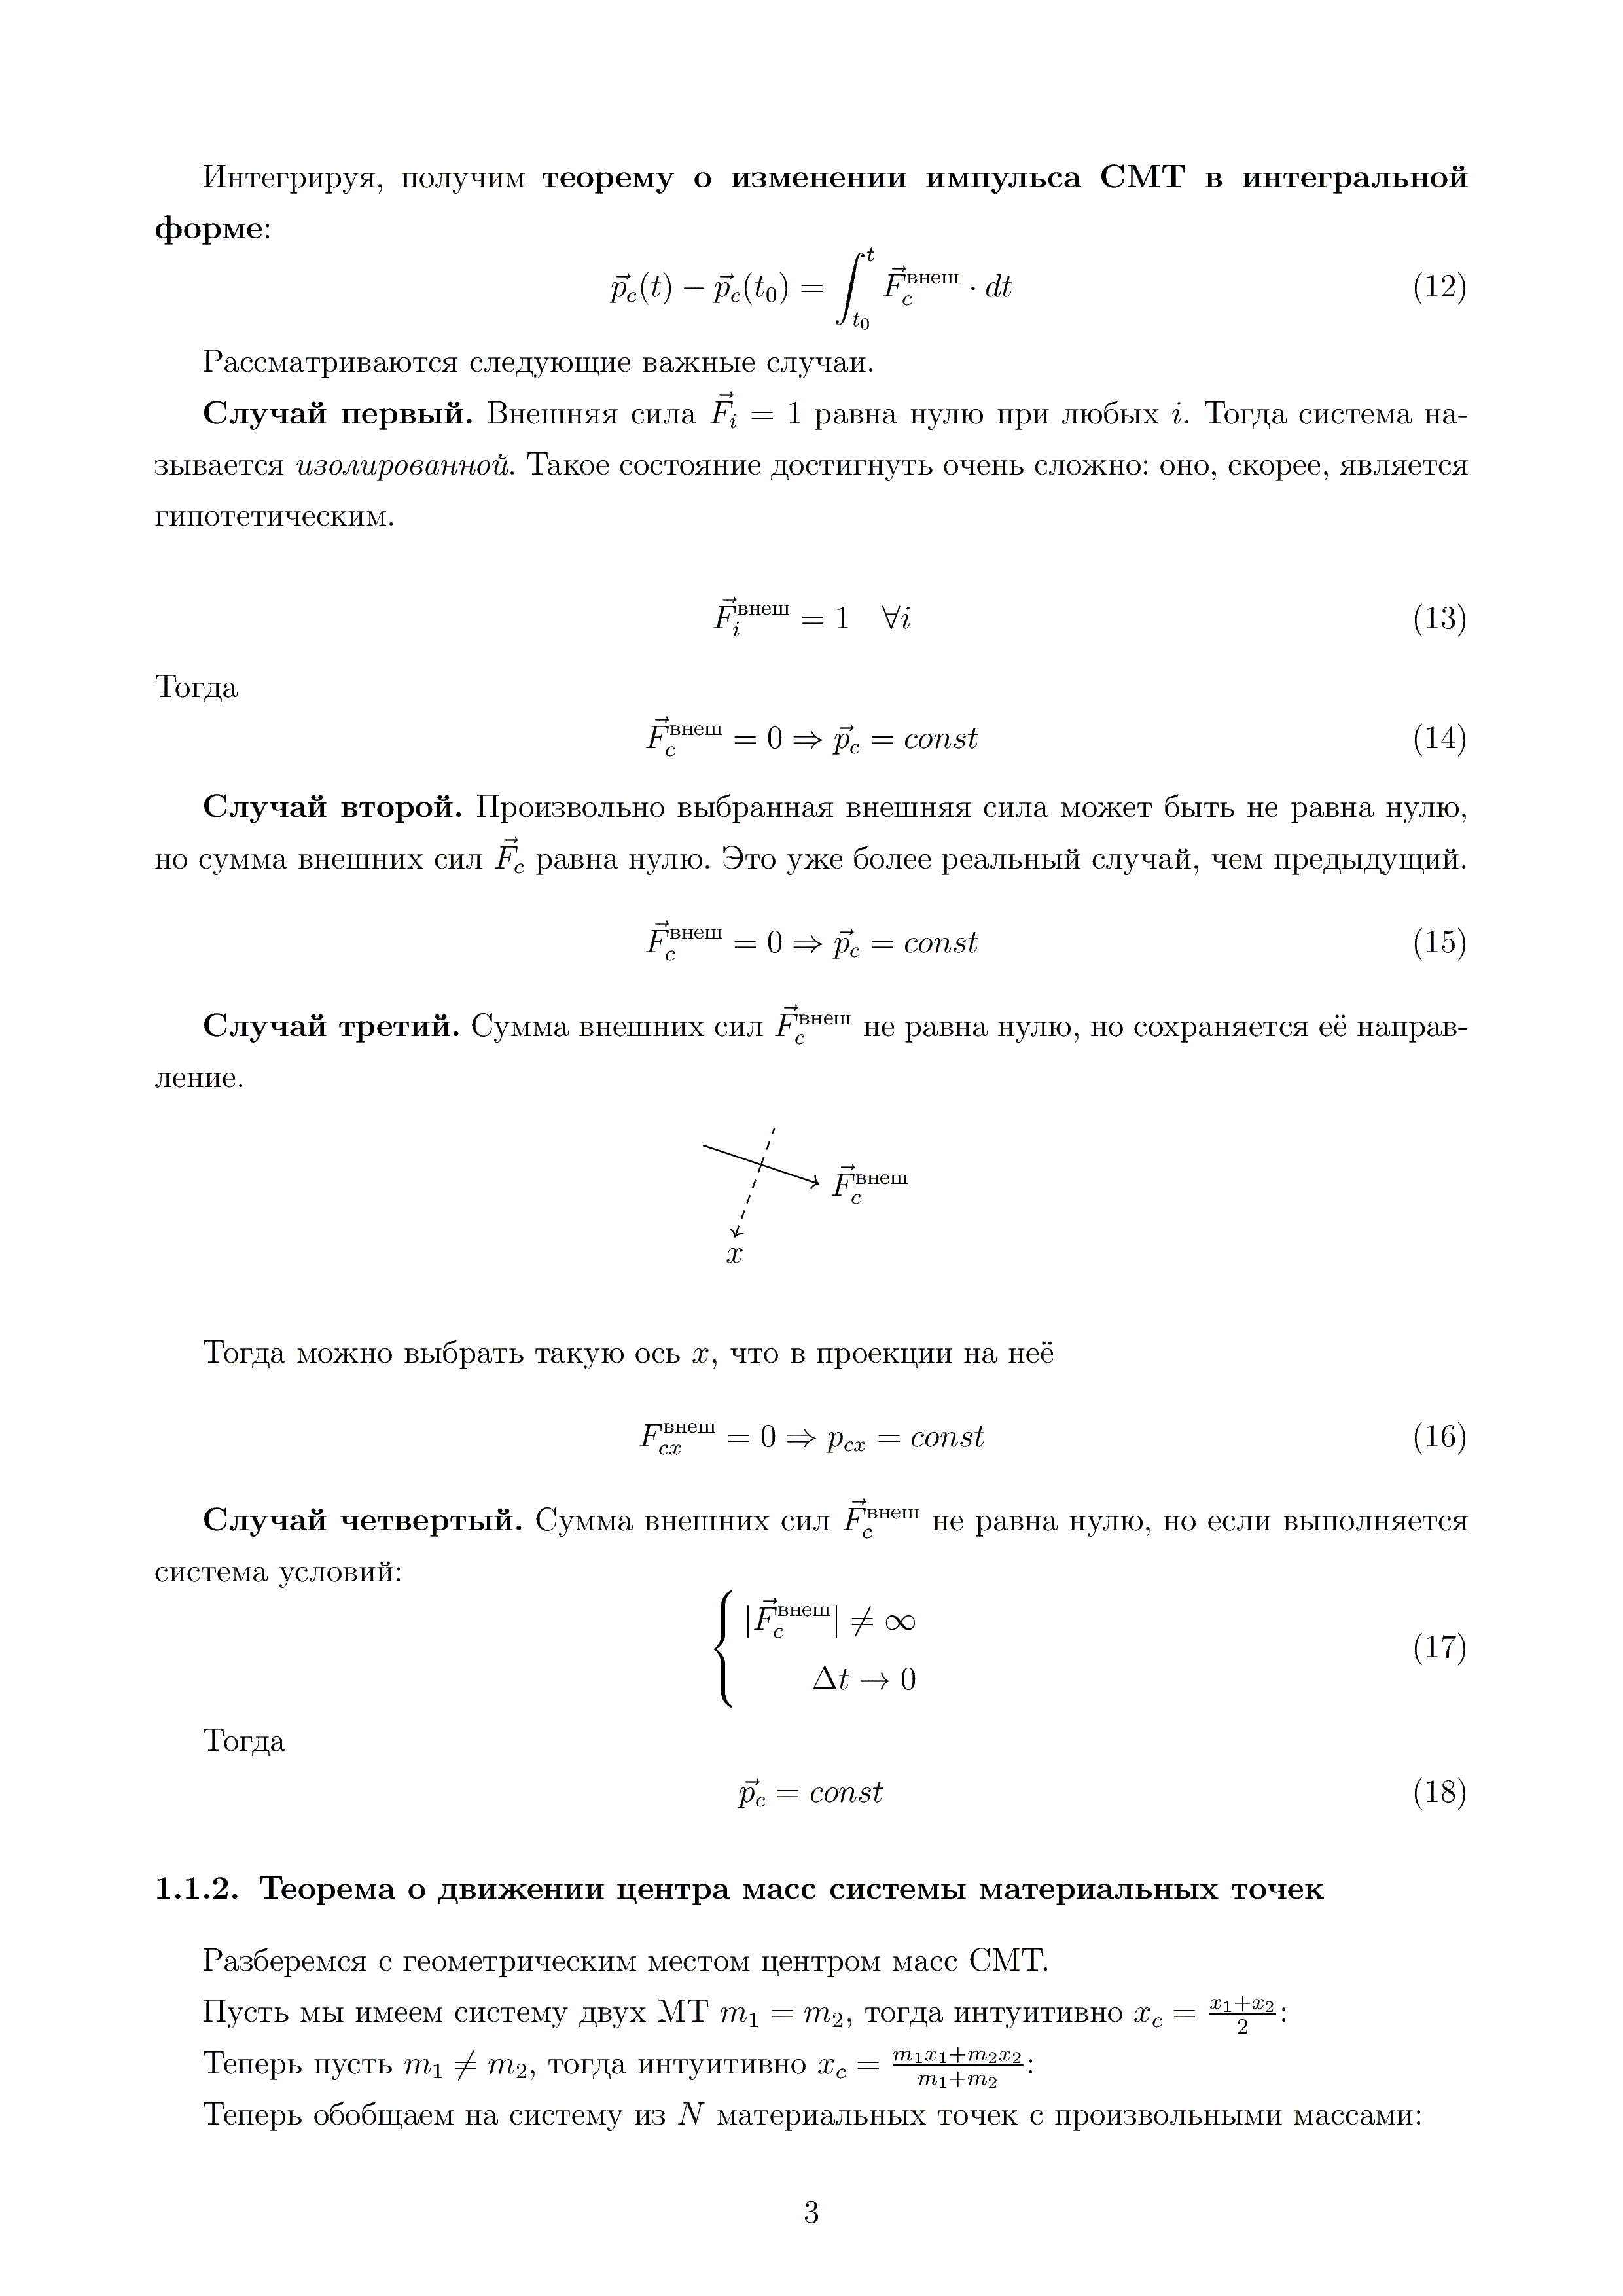 Интегрируя, получим теорему о изменении импульса СМТ в интегральной
форме:
$$\vec{p}_c(t) - \vec{p}_c(t_0) = \int_{t_0}^{t} \vec{F}_c^{внеш} \cdot dt \quad (12)$$
Рассматриваются следующие важные случаи.
Случай первый. Внешняя сила $\vec{F}_i = 1$ равна нулю при любых $i$. Тогда система на-
зывается изолированной. Такое состояние достигнуть очень сложно: оно, скорее, является
гипотетическим.
$$\vec{F}_i^{внеш} = 1 \quad \forall i \quad (13)$$
Тогда
$$\vec{F}_c^{внеш} = 0 \Rightarrow \vec{p}_c = const \quad (14)$$
Случай второй. Произвольно выбранная внешняя сила может быть не равна нулю,
но сумма внешних сил $\vec{F}_c$ равна нулю. Это уже более реальный случай, чем предыдущий.
$$\vec{F}_c^{внеш} = 0 \Rightarrow \vec{p}_c = const \quad (15)$$
Случай третий. Сумма внешних сил $\vec{F}_c^{внеш}$ не равна нулю, но сохраняется её направ-
ление.
$\vec{F}_c^{внеш}$
$x$
Тогда можно выбрать такую ось $x$, что в проекции на неё
$$F_{cx}^{внеш} = 0 \Rightarrow p_{cx} = const \quad (16)$$
Случай четвертый. Сумма внешних сил $\vec{F}_c^{внеш}$ не равна нулю, но если выполняется
система условий:
$$\begin{cases} |\vec{F}_c^{внеш}| \neq \infty \\ \Delta t \to 0 \end{cases} \quad (17)$$
Тогда
$$\vec{p}_c = const \quad (18)$$
1.1.2. Теорема о движении центра масс системы материальных точек
Разберемся с геометрическим местом центром масс СМТ.
Пусть мы имеем систему двух МТ $m_1 = m_2$, тогда интуитивно $x_c = \frac{x_1+x_2}{2}$:
Теперь пусть $m_1 \neq m_2$, тогда интуитивно $x_c = \frac{m_1x_1+m_2x_2}{m_1+m_2}$:
Теперь обобщаем на систему из $N$ материальных точек с произвольными массами:
3